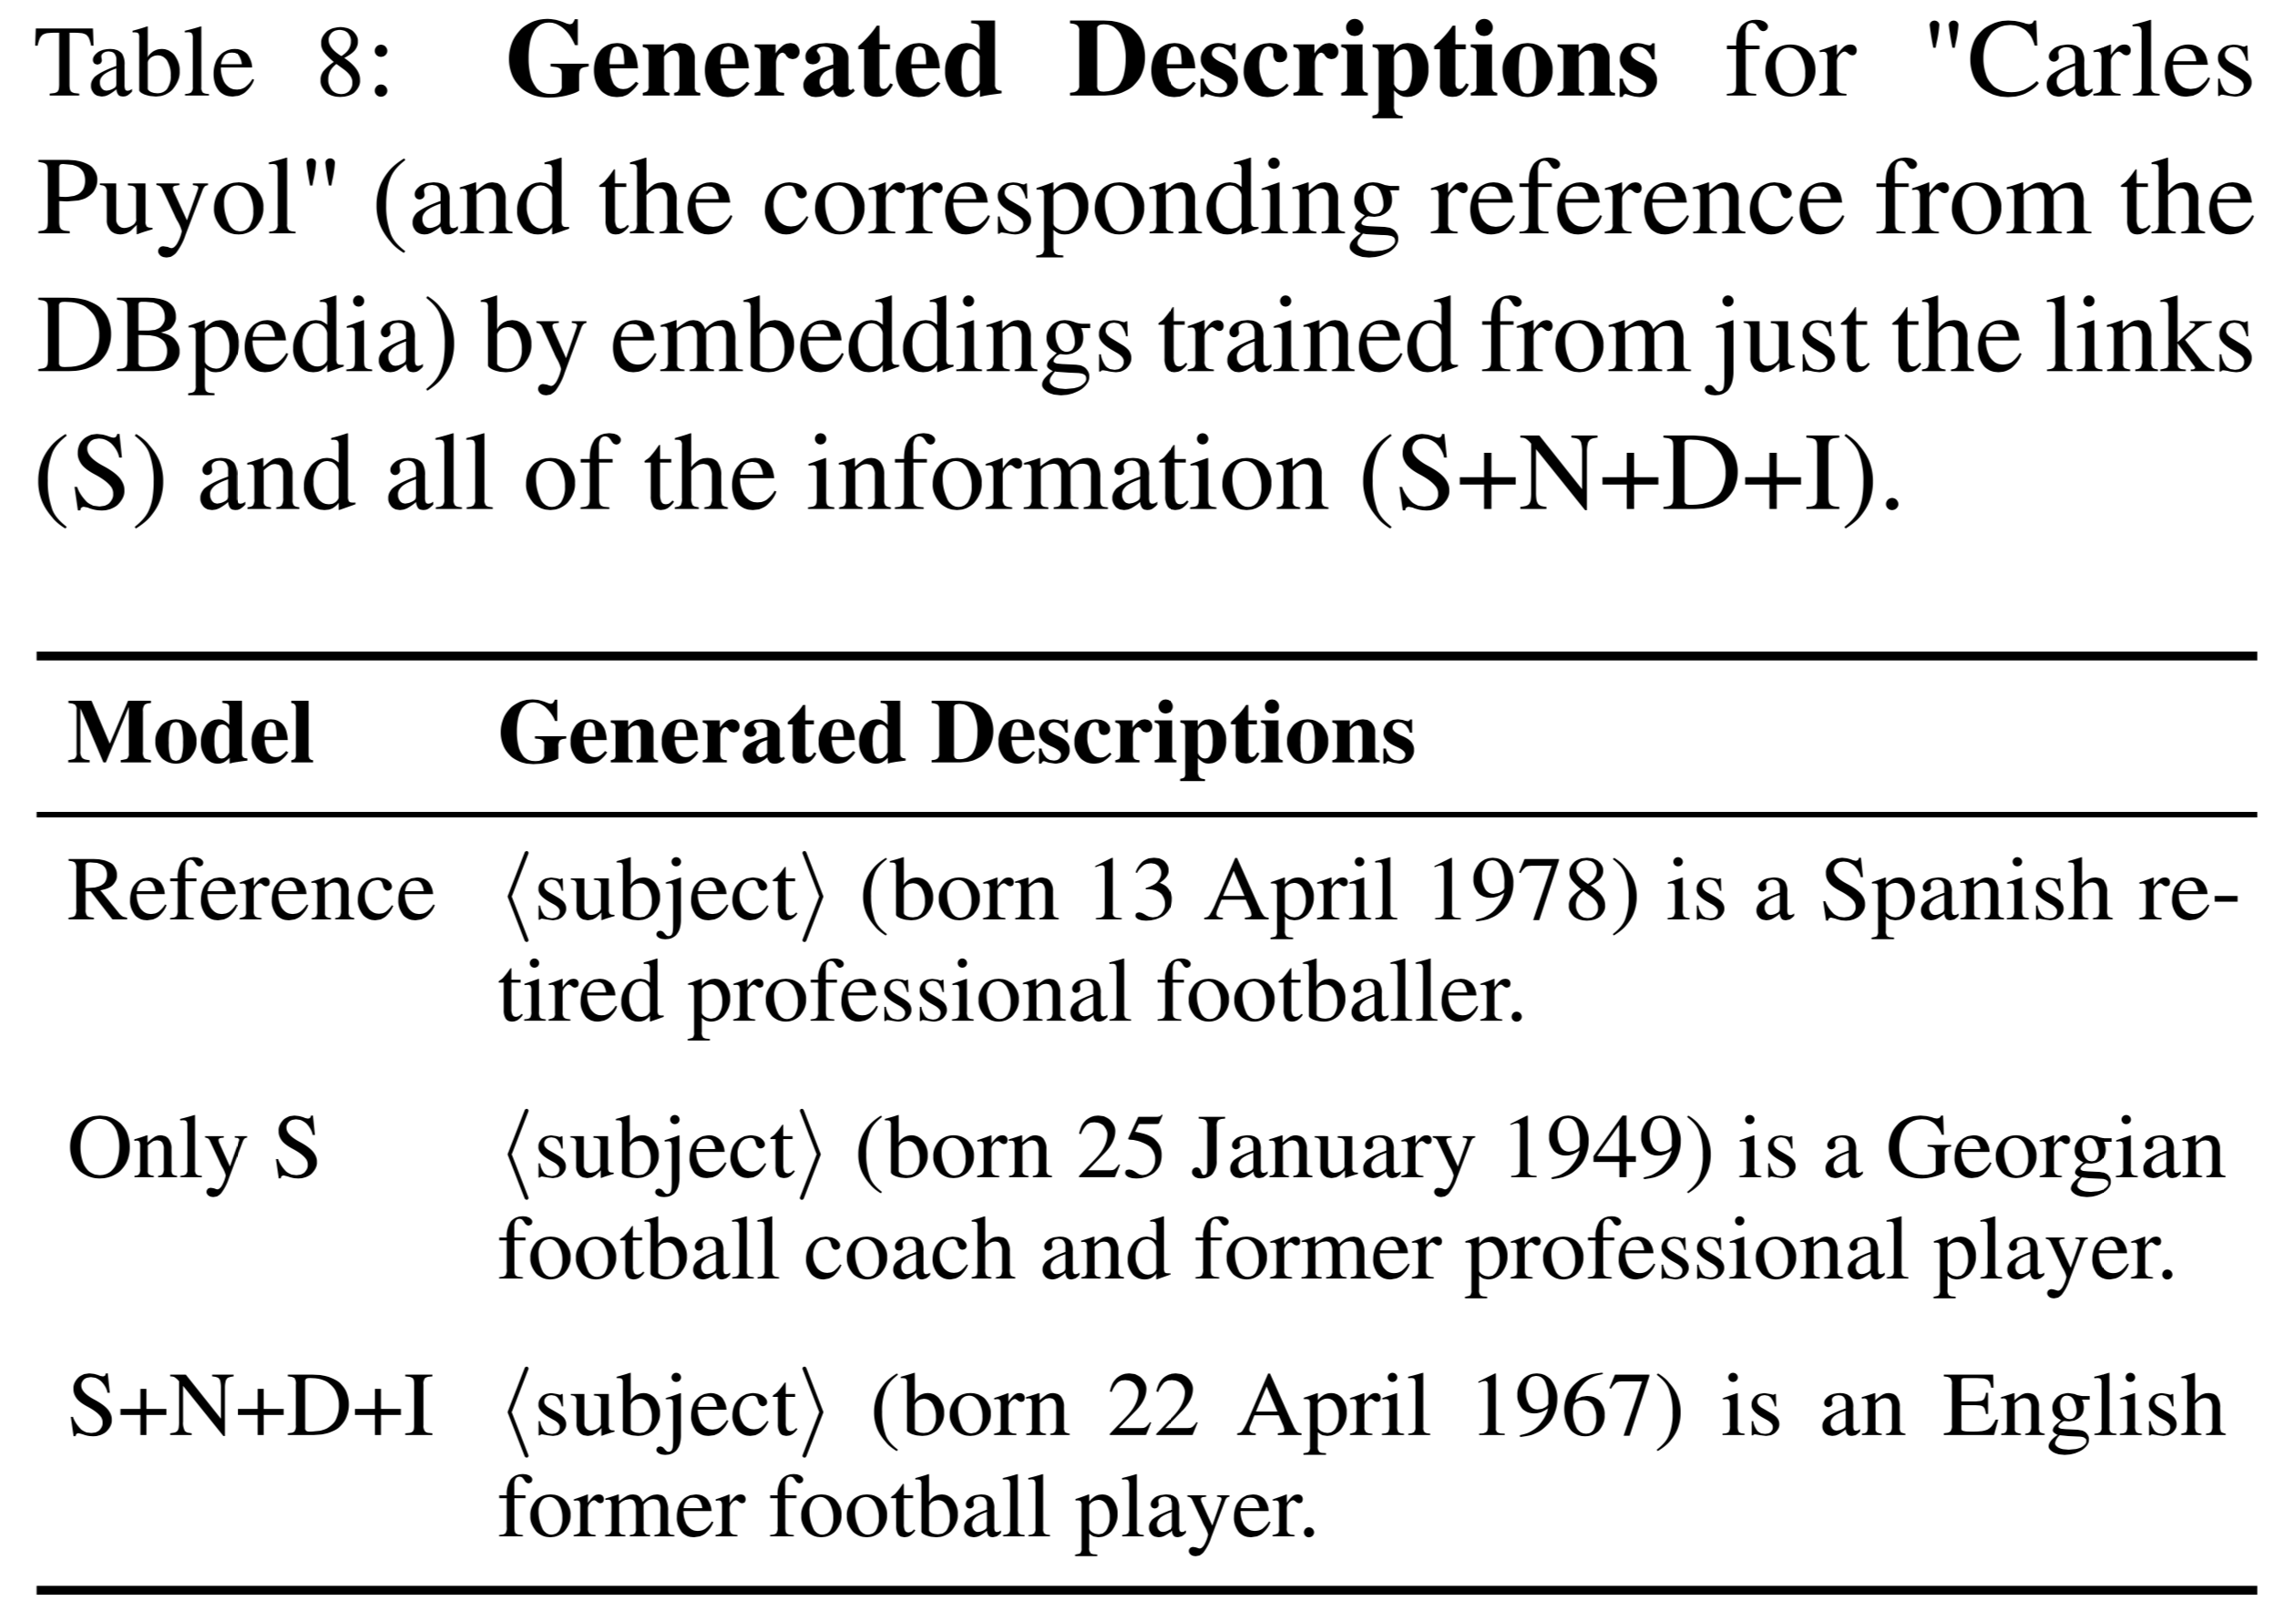 Table 8: Generated Descriptions for "Carles
Puyol" (and the corresponding reference from the
DBpedia) by embeddings trained from just the links
(S) and all of the information (S+N+D+I).
Model Generated Descriptions
Reference ⟨subject⟩ (born 13 April 1978) is a Spanish re-
tired professional footballer.
Only S ⟨subject⟩ (born 25 January 1949) is a Georgian
football coach and former professional player.
S+N+D+I ⟨subject⟩ (born 22 April 1967) is an English
former football player.